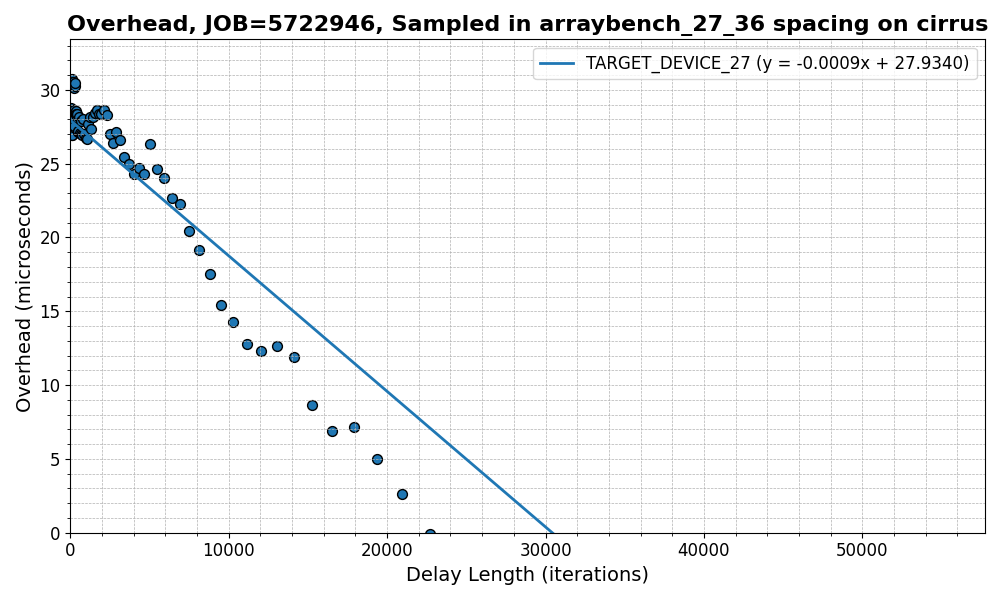 Overhead, JOB=5722946, Sampled in arraybench_27_36 spacing on cirrus
TARGET_DEVICE_27 (y = -0.0009x + 27.9340)
Overhead (microseconds)
30
25
20
15
10
5
0
0 10000 20000 30000 40000 50000
Delay Length (iterations)